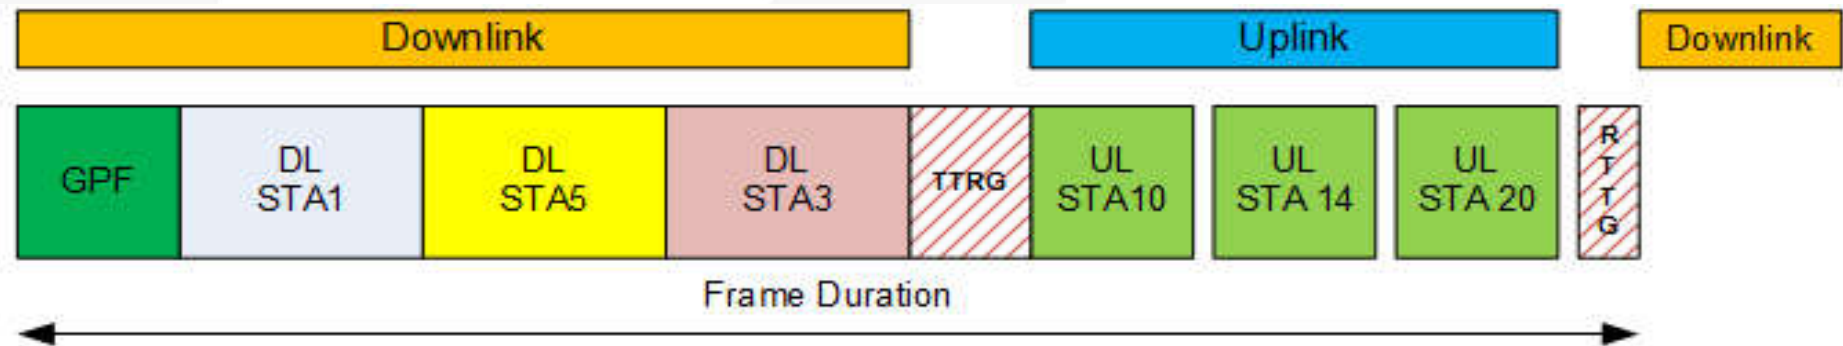 Downlink
Uplink
Downlink
GPF
DL
STA1
DL
STA5
DL
STA3
TTRG
UL
STA10
UL
STA 14
UL
STA 20
R
T
T
G
Frame Duration